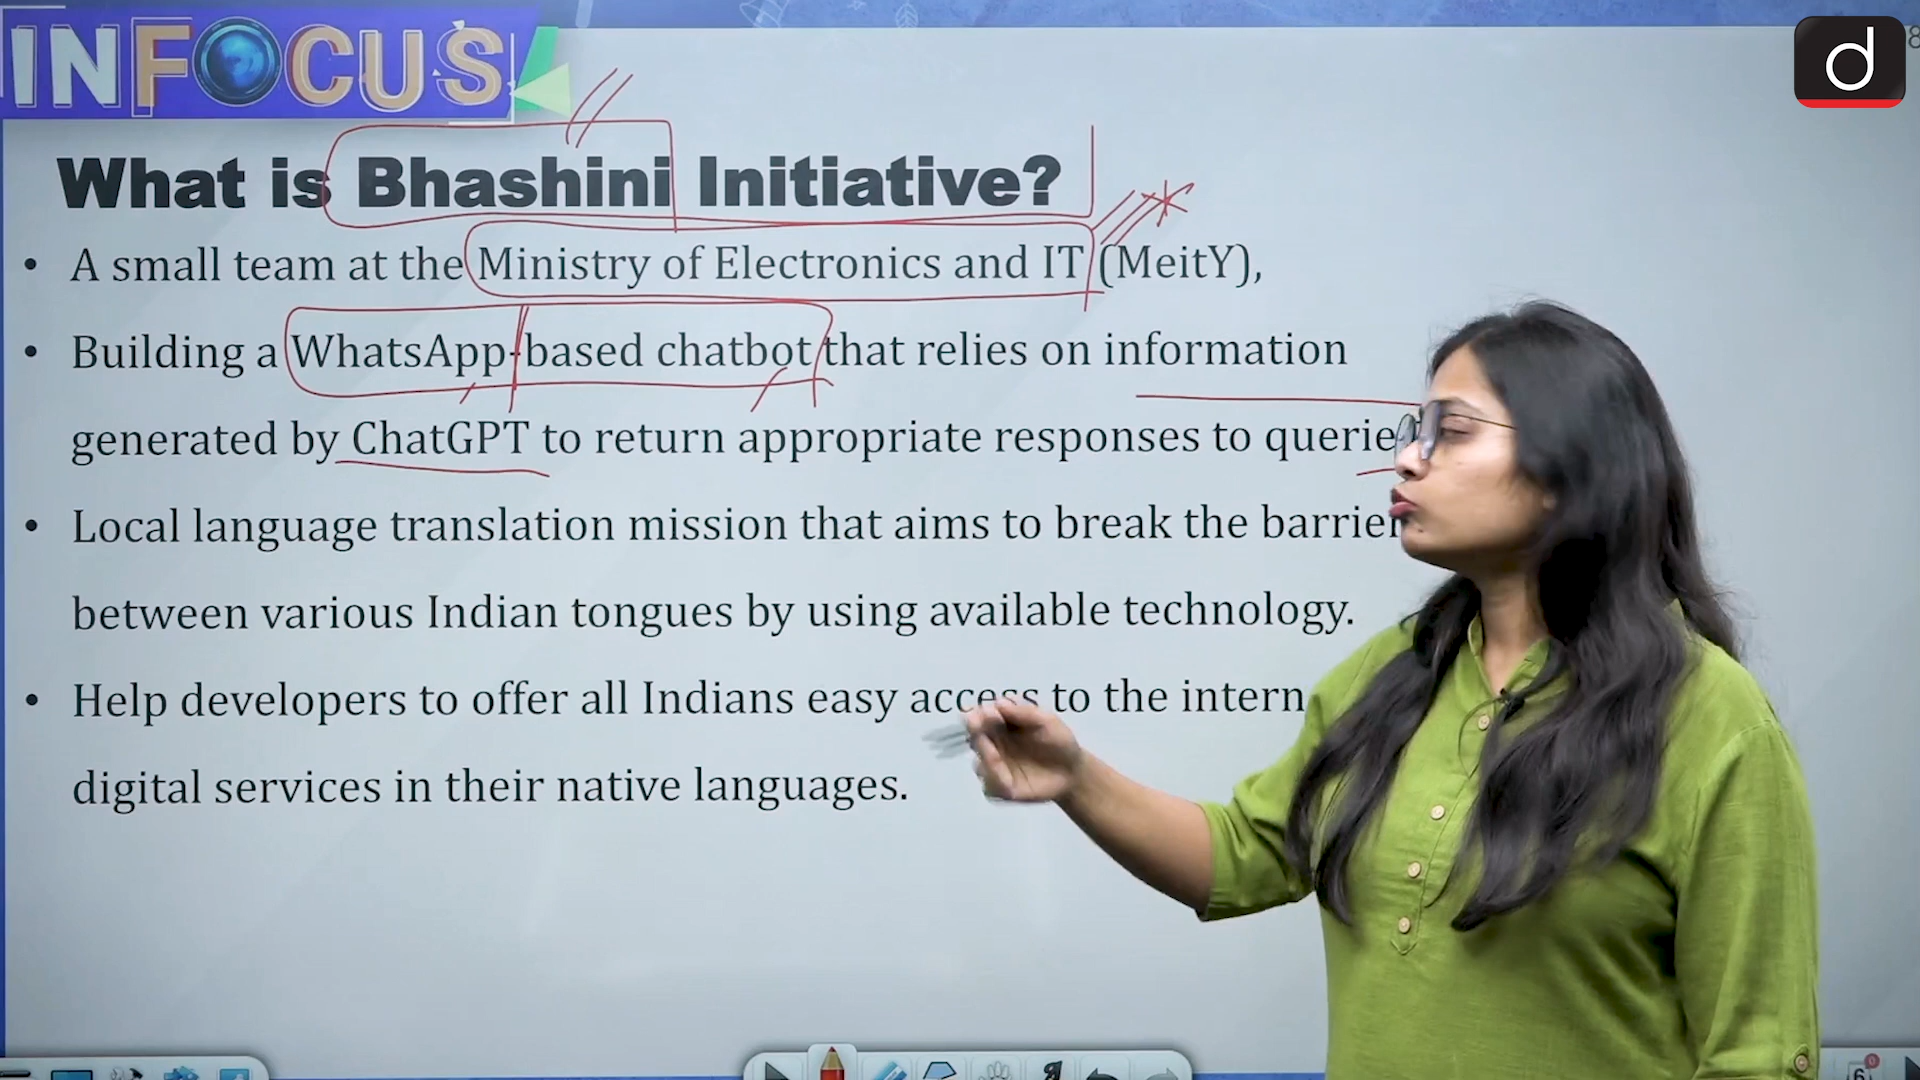 INFOCUS
d
8
What is Bhashini Initiative?
• A small team at the Ministry of Electronics and IT (MeitY),
• Building a WhatsApp-based chatbot that relies on information
generated by ChatGPT to return appropriate responses to querie
• Local language translation mission that aims to break the barrier
between various Indian tongues by using available technology.
• Help developers to offer all Indians easy access to the intern
digital services in their native languages.